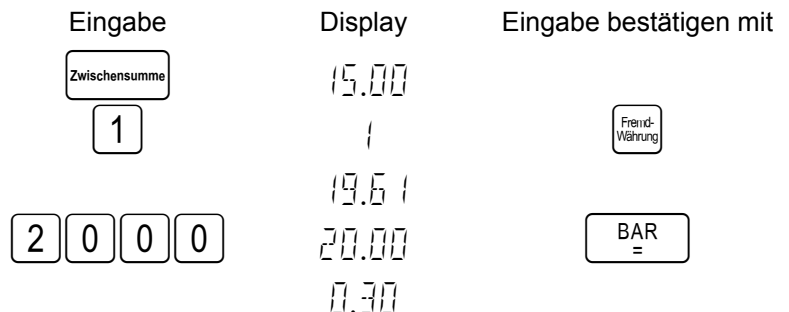 Eingabe Display Eingabe bestätigen mit
Zwischensumme 15.00
1 1 Fremd-
Währung
19.61
2 0 0 0 20.00 BAR
=
0.30